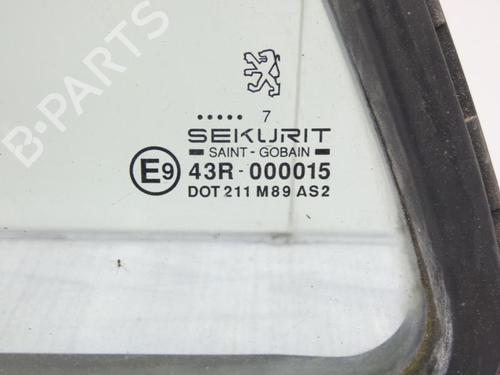 B-PARTS
..... 7
SEKURIT
SAINT - GOBAIN
E9 43R - 000015
DOT 211 M89 AS2